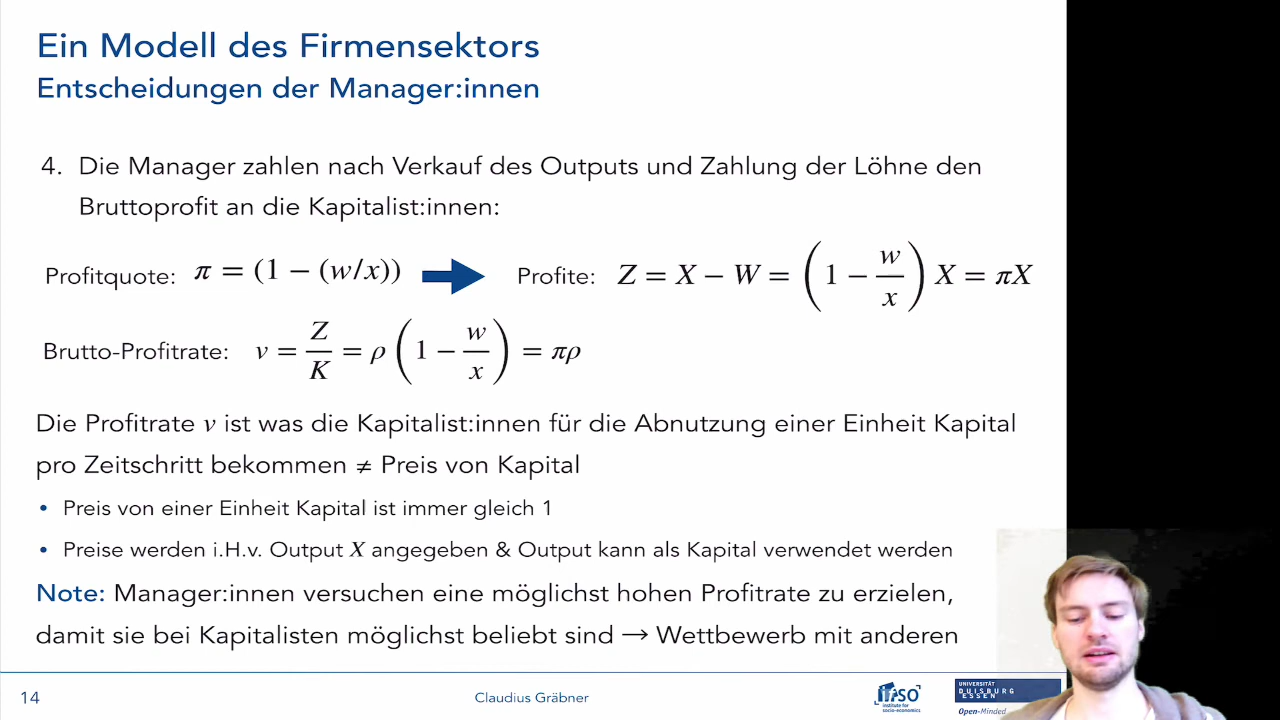 Ein Modell des Firmensektors
Entscheidungen der Manager:innen
4. Die Manager zahlen nach Verkauf des Outputs und Zahlung der Löhne den
Bruttoprofit an die Kapitalist:innen:
Profitquote: π = (1 − (w/x)) Profite: Z = X − W = (1 − w/x) X = πX
Brutto-Profitrate: v = Z/K = ρ (1 − w/x) = πρ
Die Profitrate v ist was die Kapitalist:innen für die Abnutzung einer Einheit Kapital
pro Zeitschritt bekommen ≠ Preis von Kapital
• Preis von einer Einheit Kapital ist immer gleich 1
• Preise werden i.H.v. Output X angegeben & Output kann als Kapital verwendet werden
Note: Manager:innen versuchen eine möglichst hohen Profitrate zu erzielen,
damit sie bei Kapitalisten möglichst beliebt sind → Wettbewerb mit anderen
14
Claudius Gräbner
ifso
institute for
socio-economics
UNIVERSITÄT
DUISBURG
ESSEN
Open-Minded